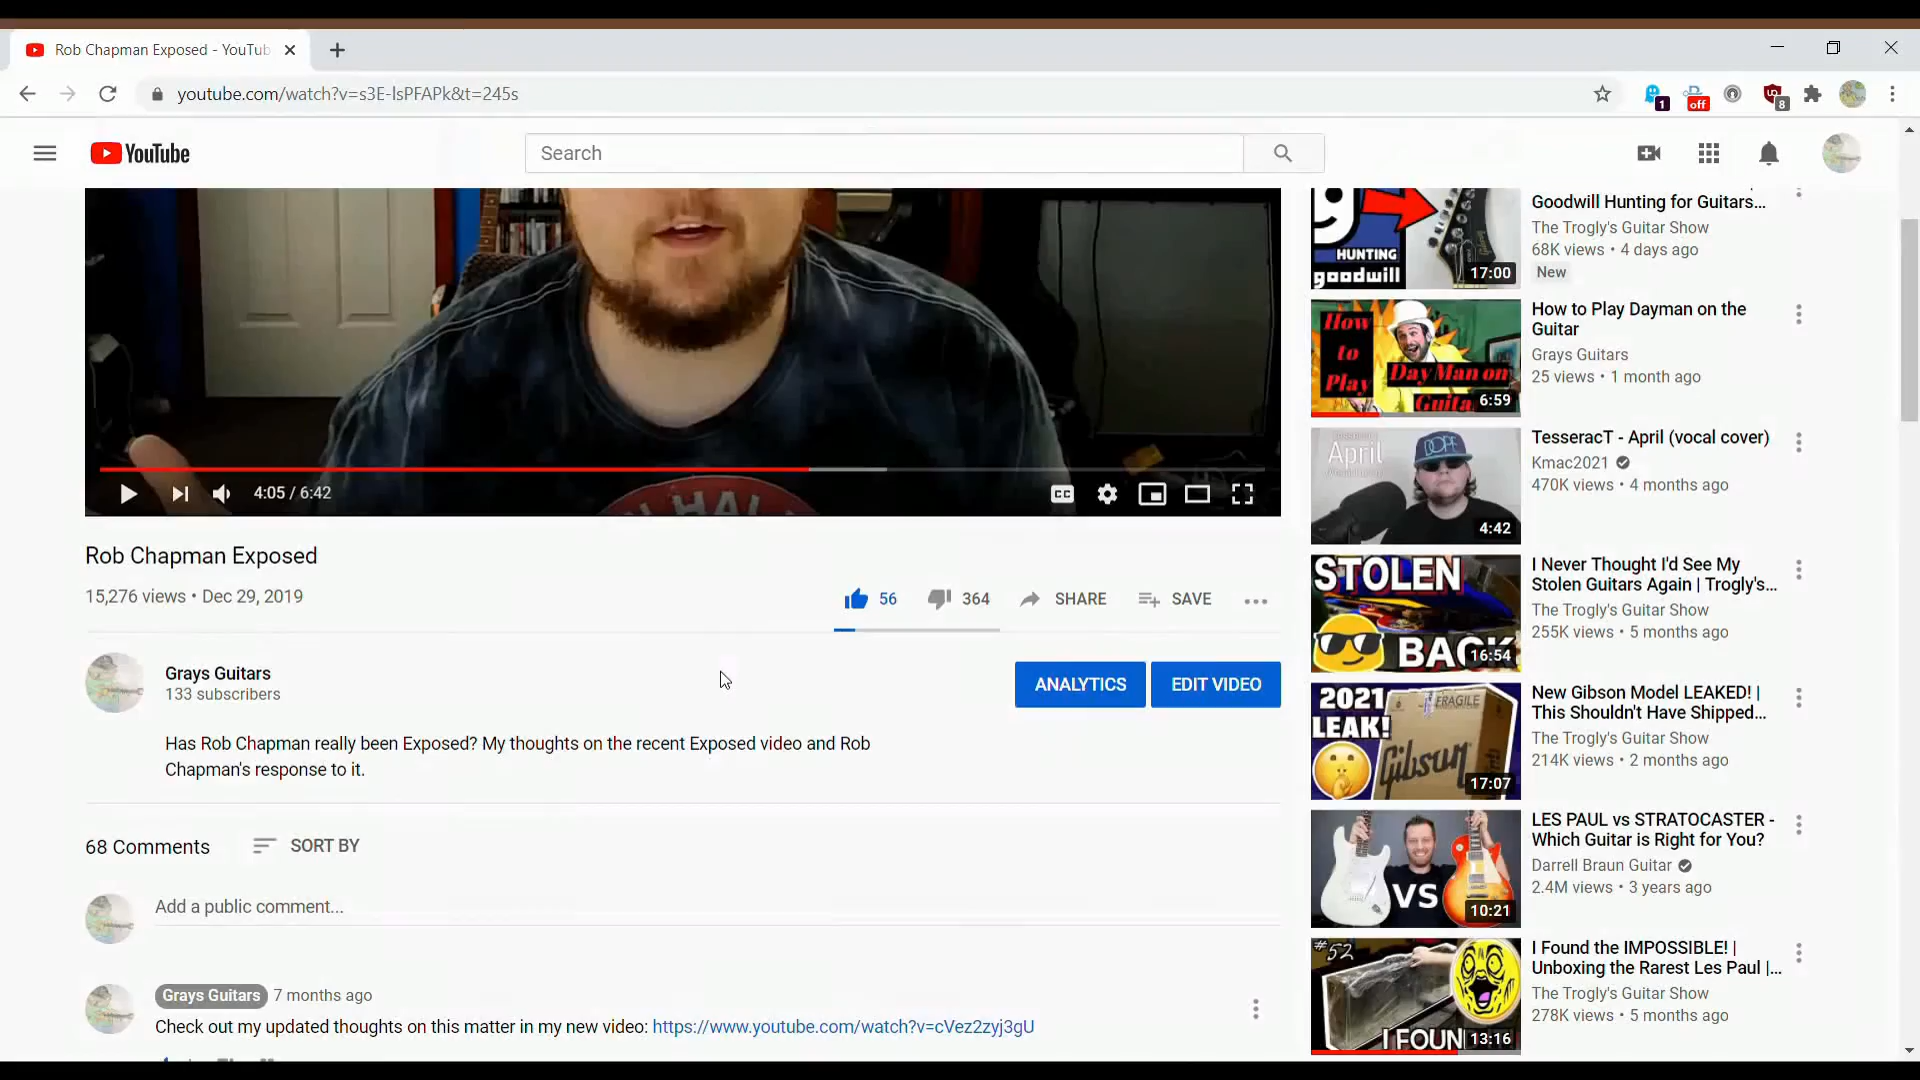 Rob Chapman Exposed - YouTub
youtube.com/watch?v=s3E-lsPFAPk&t=245s
1
off
8
YouTube
Search
HUNTING
goodwill
17:00
Goodwill Hunting for Guitars...
The Trogly's Guitar Show
68K views • 4 days ago
New
How
to
Play
Day Man on
Guita
6:59
How to Play Dayman on the
Guitar
Grays Guitars
25 views • 1 month ago
April
DOPE
4:42
TesseracT - April (vocal cover)
Kmac2021
470K views • 4 months ago
4:05 / 6:42
CC
Rob Chapman Exposed
15,276 views • Dec 29, 2019
56
364
SHARE
SAVE
STOLEN
BACK
16:54
I Never Thought I'd See My
Stolen Guitars Again | Trogly's...
The Trogly's Guitar Show
255K views • 5 months ago
Grays Guitars
133 subscribers
ANALYTICS
EDIT VIDEO
Has Rob Chapman really been Exposed? My thoughts on the recent Exposed video and Rob
Chapman's response to it.
2021
LEAK!
FRAGILE
Gibson
17:07
New Gibson Model LEAKED! |
This Shouldn't Have Shipped...
The Trogly's Guitar Show
214K views • 2 months ago
68 Comments
SORT BY
Add a public comment...
VS
10:21
LES PAUL vs STRATOCASTER -
Which Guitar is Right for You?
Darrell Braun Guitar
2.4M views • 3 years ago
Grays Guitars
7 months ago
Check out my updated thoughts on this matter in my new video: https://www.youtube.com/watch?v=cVez2zyj3gU
#52
I FOUN
13:16
I Found the IMPOSSIBLE! |
Unboxing the Rarest Les Paul |...
The Trogly's Guitar Show
278K views • 5 months ago